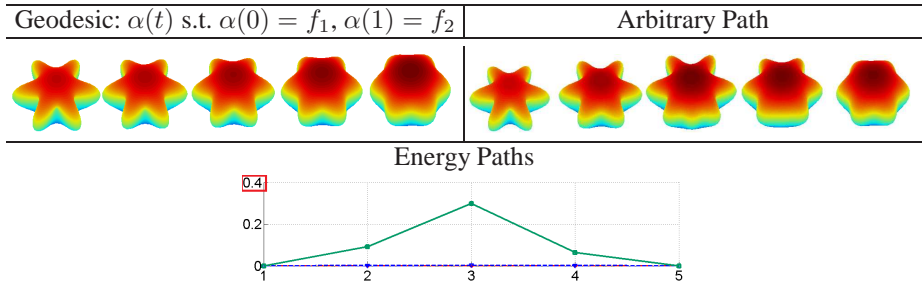 Geodesic: α(t) s.t. α(0) = f₁, α(1) = f₂
Arbitrary Path
Energy Paths
0.4
0.2
0
1 2 3 4 5